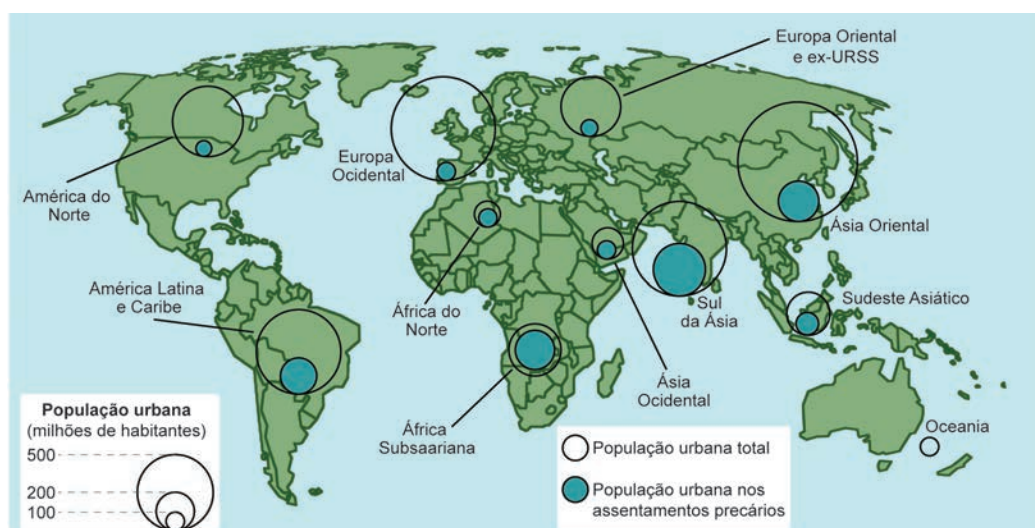 Europa Oriental
e ex-URSS
América do
Norte
Europa
Ocidental
Ásia Oriental
América Latina
e Caribe
África do
Norte
Sul
da Ásia
Sudeste Asiático
Ásia
Ocidental
África
Subsaariana
Oceania
População urbana
(milhões de habitantes)
500
200
100
População urbana total
População urbana nos
assentamentos precários